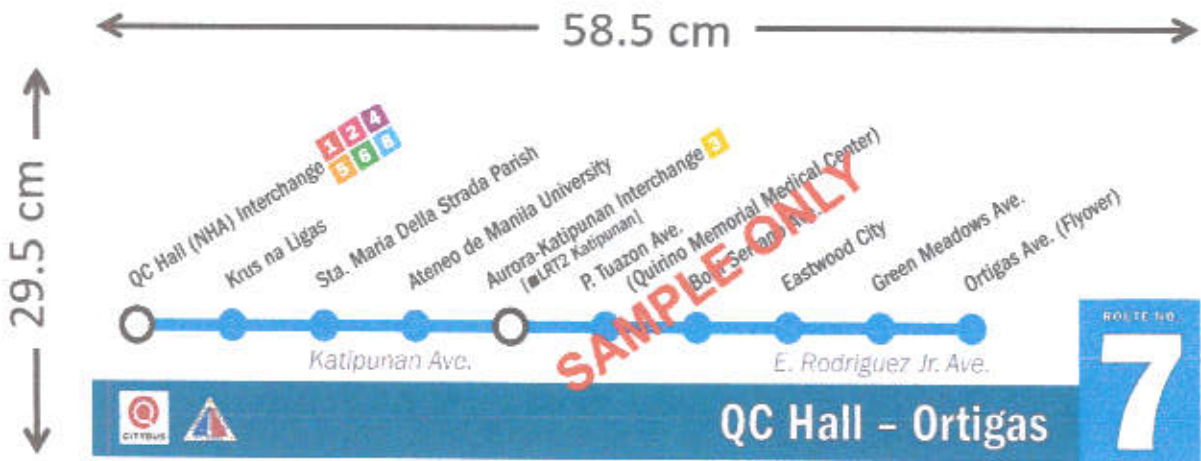 58.5 cm
29.5 cm
QC Hall (NHA) Interchange
1 2 4
5 6 8
Krus na Ligas
Sta. Maria Della Strada Parish
Ateneo de Manila University
Aurora-Katipunan Interchange 3
[LRT2 Katipunan]
P. Tuazon Ave.
(Quirino Memorial Medical Center)
Boni Serrano Ave.
Eastwood City
Green Meadows Ave.
Ortigas Ave. (Flyover)
SAMPLE ONLY
Katipunan Ave.
E. Rodriguez Jr. Ave.
ROUTE NO.
7
Q
CITYBUS
QC Hall – Ortigas